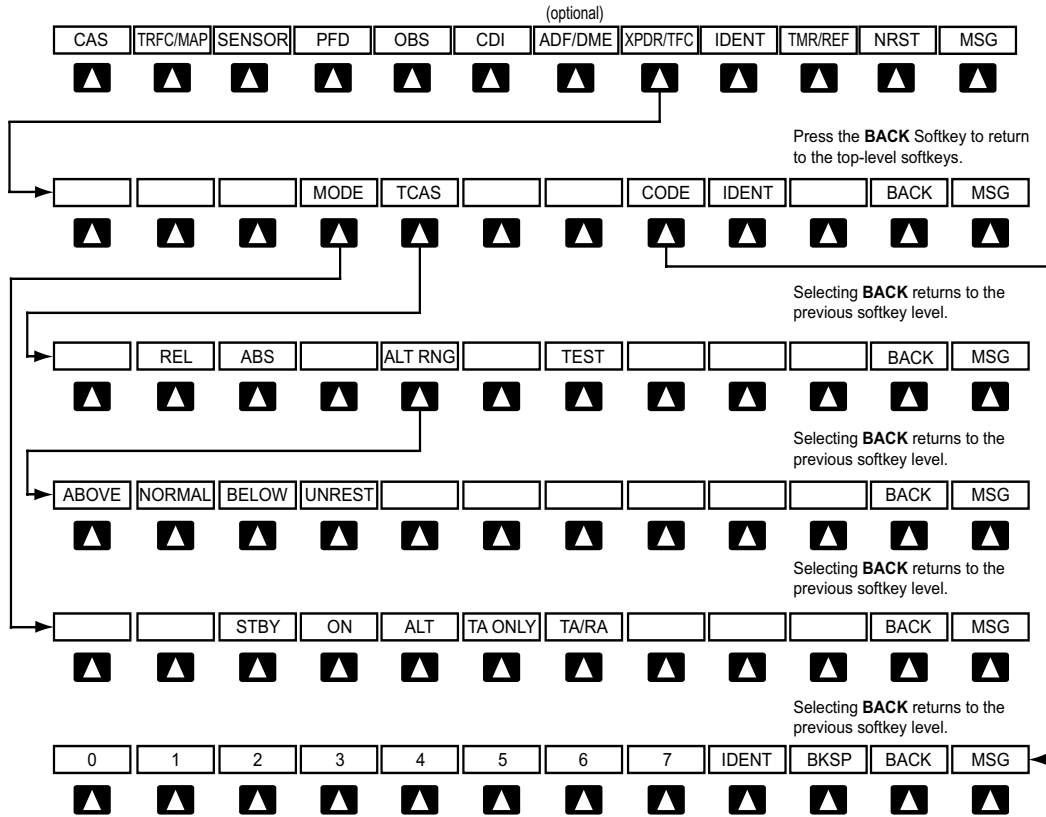 (optional)
CAS TRFC/MAP SENSOR PFD OBS CDI ADF/DME XPDR/TFC IDENT TMR/REF NRST MSG
Press the BACK Softkey to return
to the top-level softkeys.
MODE TCAS CODE IDENT BACK MSG
Selecting BACK returns to the
previous softkey level.
REL ABS ALT RNG TEST BACK MSG
Selecting BACK returns to the
previous softkey level.
ABOVE NORMAL BELOW UNREST BACK MSG
Selecting BACK returns to the
previous softkey level.
STBY ON ALT TA ONLY TA/RA BACK MSG
Selecting BACK returns to the
previous softkey level.
0 1 2 3 4 5 6 7 IDENT BKSP BACK MSG